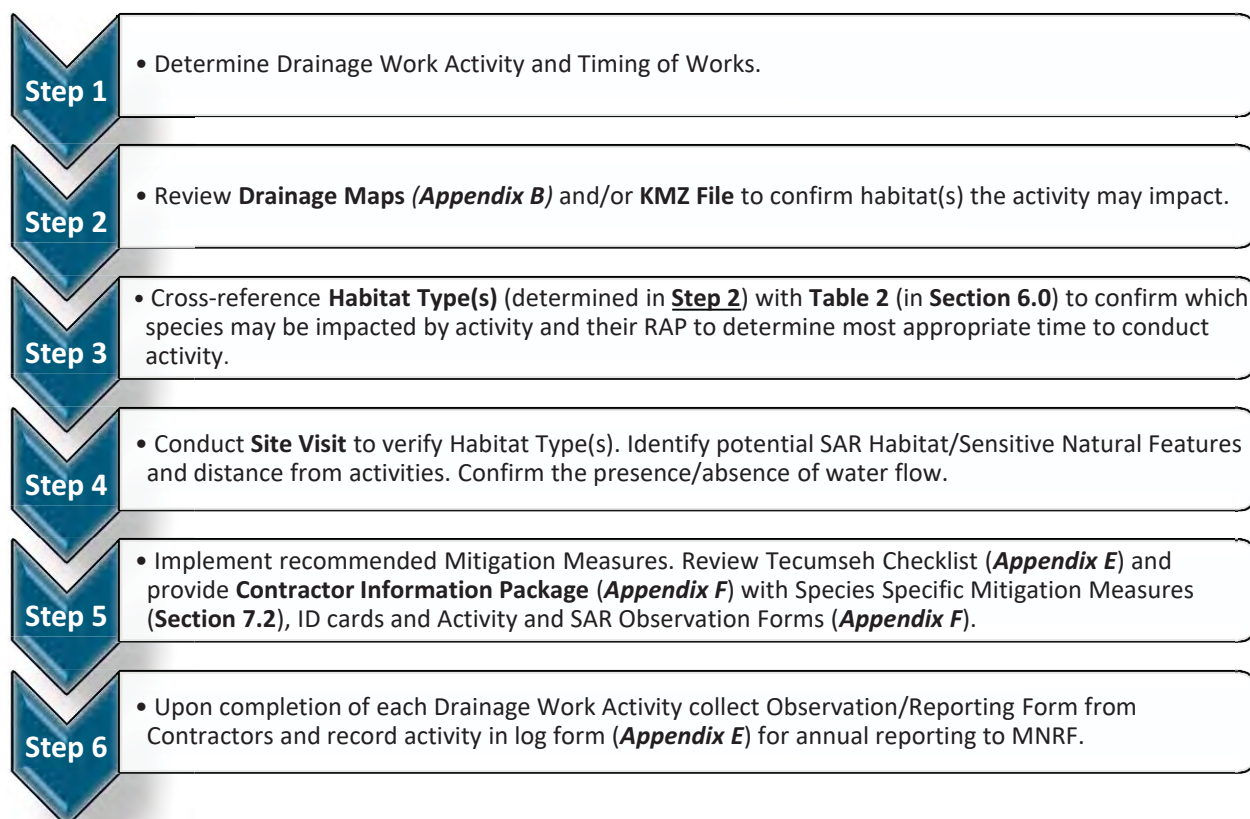 Step 1
• Determine Drainage Work Activity and Timing of Works.
Step 2
• Review Drainage Maps (Appendix B) and/or KMZ File to confirm habitat(s) the activity may impact.
Step 3
• Cross-reference Habitat Type(s) (determined in Step 2) with Table 2 (in Section 6.0) to confirm which
species may be impacted by activity and their RAP to determine most appropriate time to conduct
activity.
Step 4
• Conduct Site Visit to verify Habitat Type(s). Identify potential SAR Habitat/Sensitive Natural Features
and distance from activities. Confirm the presence/absence of water flow.
Step 5
• Implement recommended Mitigation Measures. Review Tecumseh Checklist (Appendix E) and
provide Contractor Information Package (Appendix F) with Species Specific Mitigation Measures
(Section 7.2), ID cards and Activity and SAR Observation Forms (Appendix F).
Step 6
• Upon completion of each Drainage Work Activity collect Observation/Reporting Form from
Contractors and record activity in log form (Appendix E) for annual reporting to MNRF.